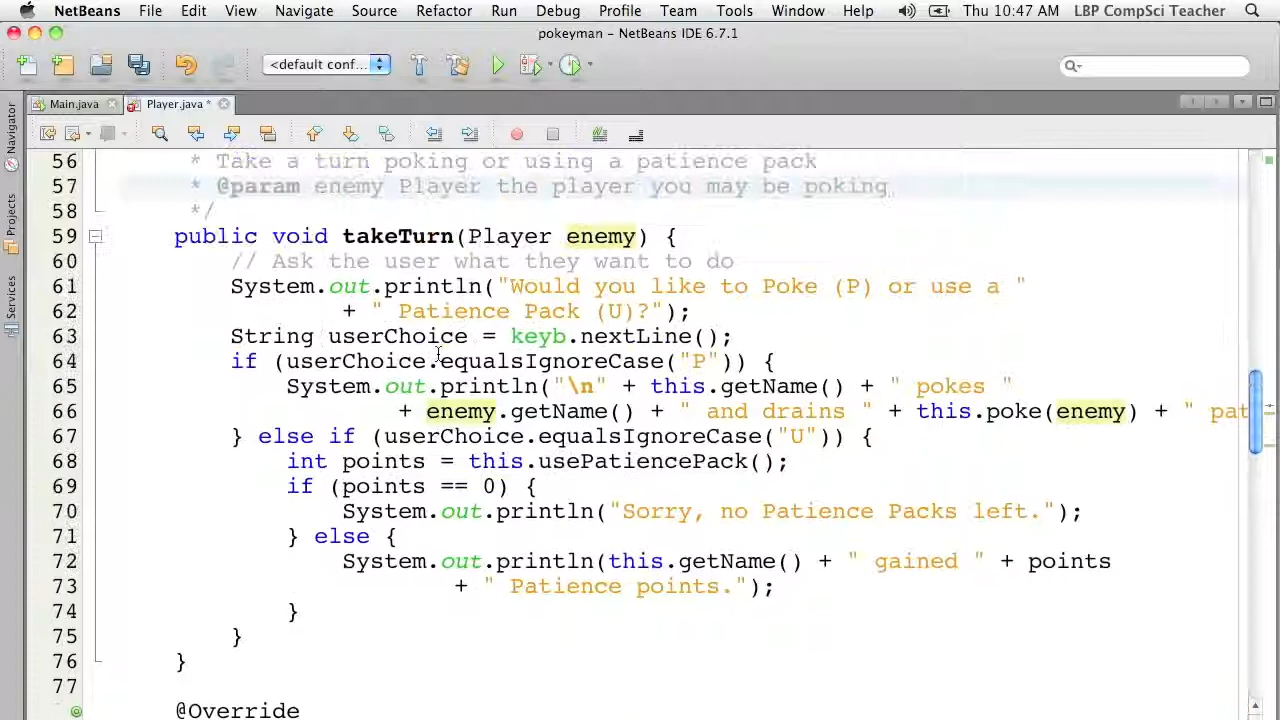 NetBeans File Edit View Navigate Source Refactor Run Debug Profile Team Tools Window Help Thu 10:47 AM LBP CompSci Teacher
pokeyman – NetBeans IDE 6.7.1
<default conf...
Main.java Player.java *
Navigator
Projects
Services
56 * Take a turn poking or using a patience pack
57 * @param enemy Player the player you may be poking
58 */
59 public void takeTurn(Player enemy) {
60 // Ask the user what they want to do
61 System.out.println("Would you like to Poke (P) or use a "
62 + " Patience Pack (U)?");
63 String userChoice = keyb.nextLine();
64 if (userChoice.equalsIgnoreCase("P")) {
65 System.out.println("\n" + this.getName() + " pokes "
66 + enemy.getName() + " and drains " + this.poke(enemy) + " pat
67 } else if (userChoice.equalsIgnoreCase("U")) {
68 int points = this.usePatiencePack();
69 if (points == 0) {
70 System.out.println("Sorry, no Patience Packs left.");
71 } else {
72 System.out.println(this.getName() + " gained " + points
73 + " Patience points.");
74 }
75 }
76 }
77
@Override